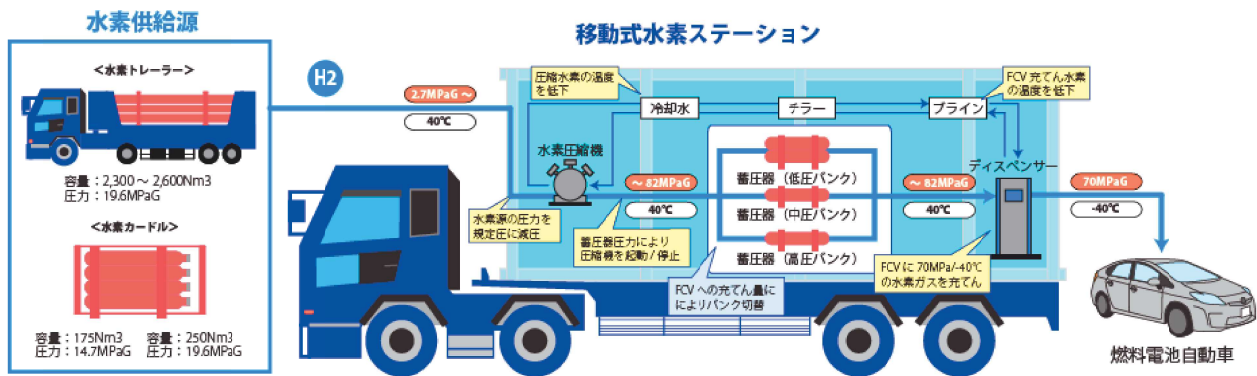 水素供給源
<水素トレーラー>
容量：2,300～2,600Nm3
圧力：19.6MPaG
<水素カードル>
容量：175Nm3
圧力：14.7MPaG
容量：250Nm3
圧力：19.6MPaG
H2
2.7MPaG～
40℃
移動式水素ステーション
圧縮水素の温度
を低下
冷却水
チラー
ブライン
FCV充てん水素
の温度を低下
水素圧縮機
水素源の圧力を
規定圧に減圧
～82MPaG
40℃
蓄圧器圧力により
圧縮機を起動/停止
蓄圧器（低圧バンク）
蓄圧器（中圧バンク）
蓄圧器（高圧バンク）
FCVへの充てん量に
によりバンク切替
～82MPaG
40℃
ディスペンサー
FCVに70MPa/-40℃
の水素ガスを充てん
70MPaG
-40℃
燃料電池自動車